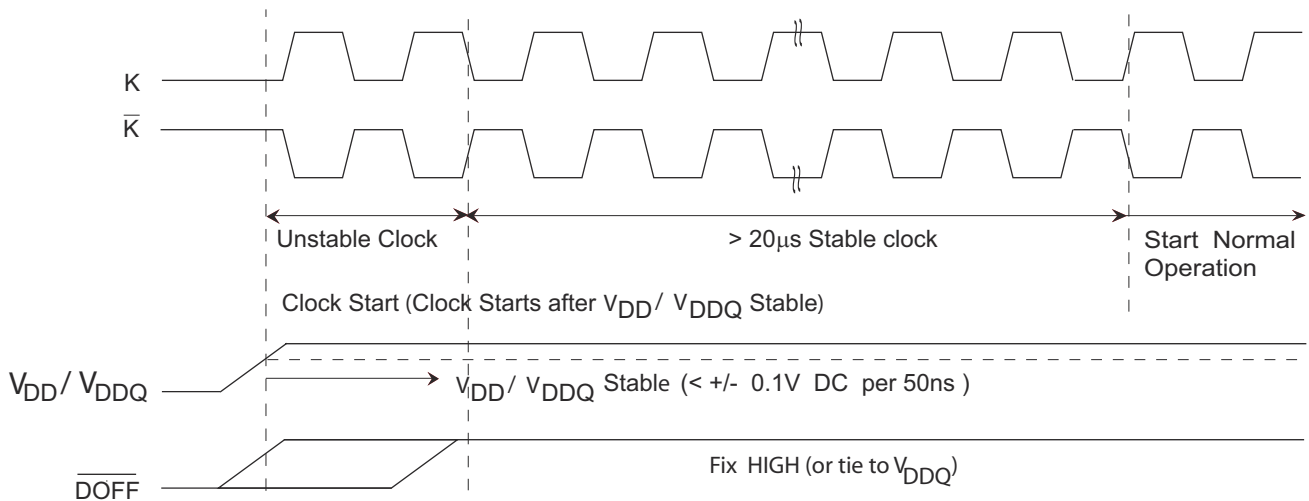 K
K̅
Unstable Clock
> 20μs Stable clock
Start Normal
Operation
Clock Start (Clock Starts after VDD/ VDDQ Stable)
VDD/ VDDQ
VDD/ VDDQ Stable (< +/- 0.1V DC per 50ns )
Fix HIGH (or tie to VDDQ)
D̅O̅F̅F̅